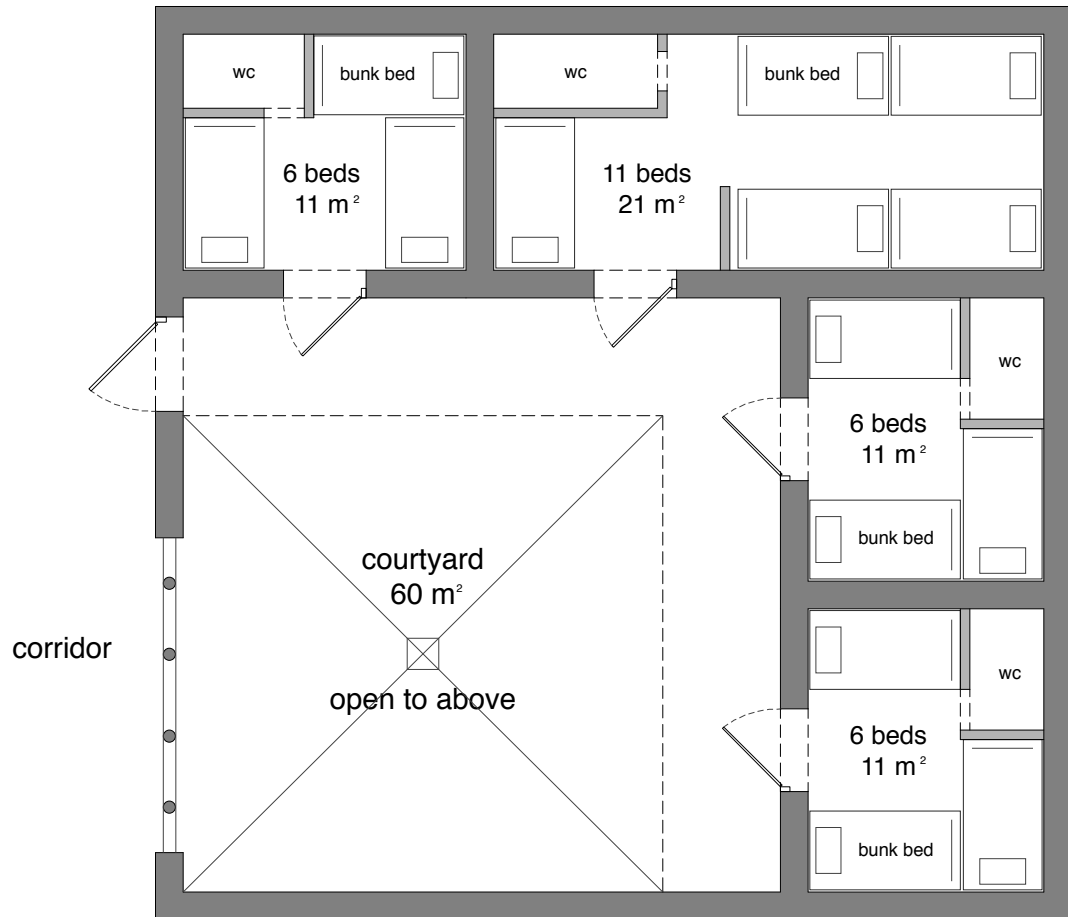 wc
bunk bed
wc
bunk bed
6 beds
11 m²
11 beds
21 m²
wc
6 beds
11 m²
bunk bed
courtyard
60 m²
corridor
open to above
wc
6 beds
11 m²
bunk bed